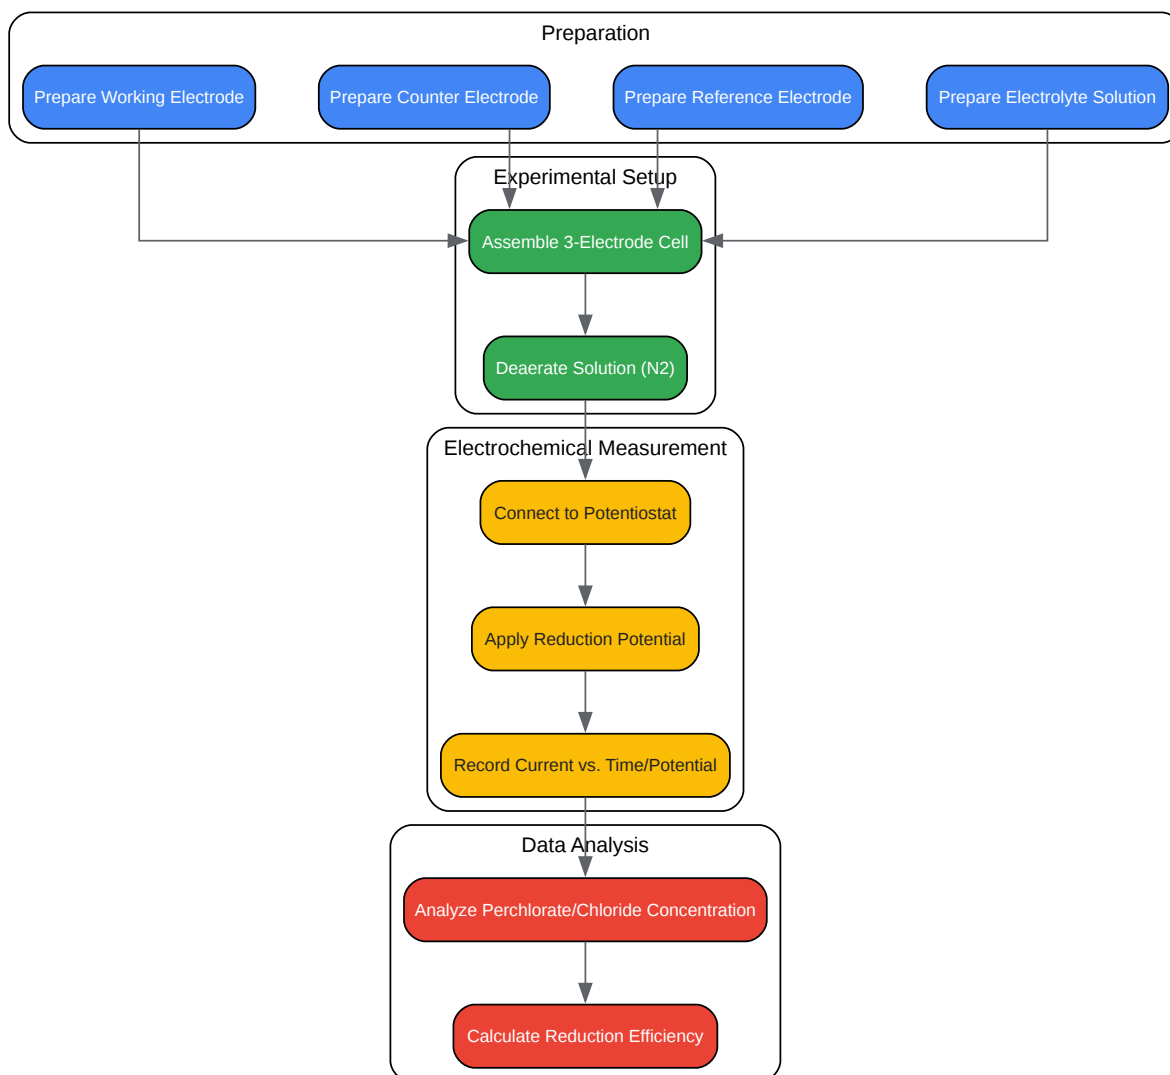 Preparation
Prepare Working Electrode
Prepare Counter Electrode
Prepare Reference Electrode
Prepare Electrolyte Solution
Experimental Setup
Assemble 3-Electrode Cell
Deaerate Solution (N2)
Electrochemical Measurement
Connect to Potentiostat
Apply Reduction Potential
Record Current vs. Time/Potential
Data Analysis
Analyze Perchlorate/Chloride Concentration
Calculate Reduction Efficiency